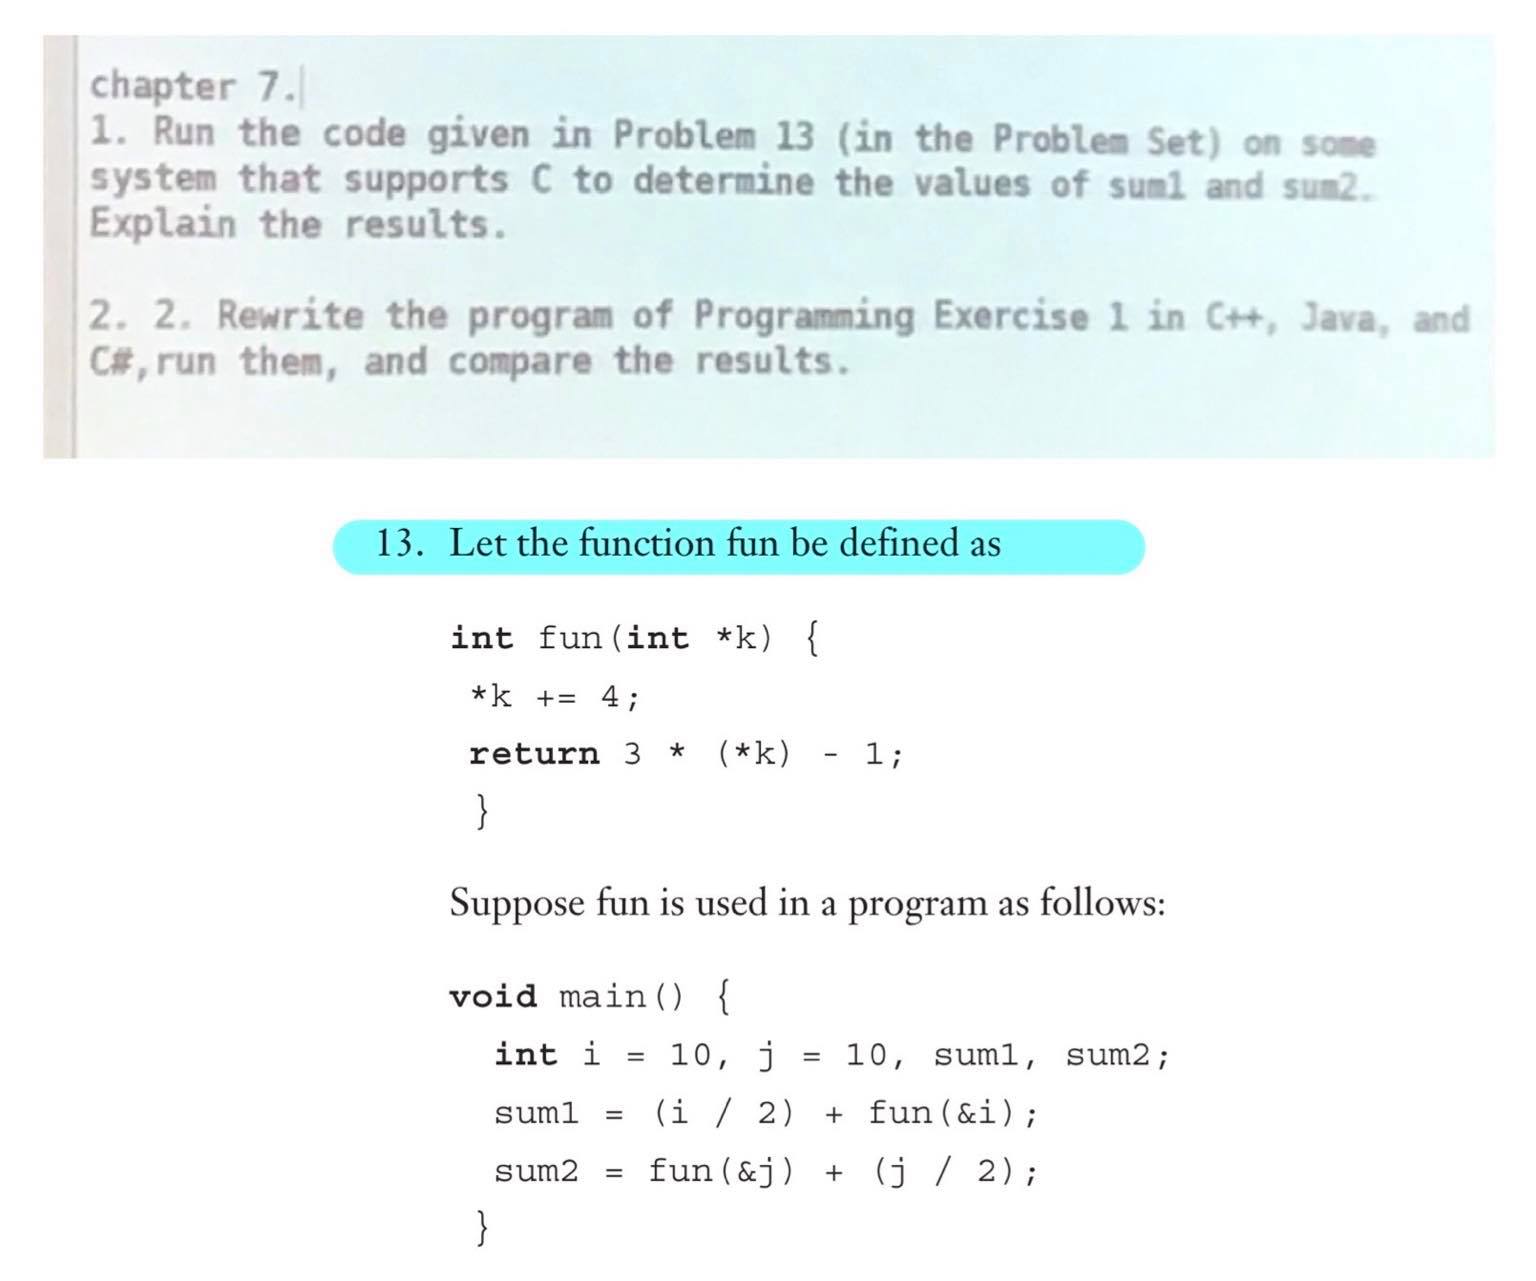 chapter 7.
1. Run the code given in Problem 13 (in the Problem Set) on some
system that supports C to determine the values of sum1 and sum2.
Explain the results.
2. 2. Rewrite the program of Programming Exercise 1 in C++, Java, and
C#,run them, and compare the results.
13. Let the function fun be defined as
int fun(int *k) {
*k += 4;
return 3 * (*k) - 1;
}
Suppose fun is used in a program as follows:
void main() {
int i = 10, j = 10, sum1, sum2;
sum1 = (i / 2) + fun(&i);
sum2 = fun(&j) + (j / 2);
}